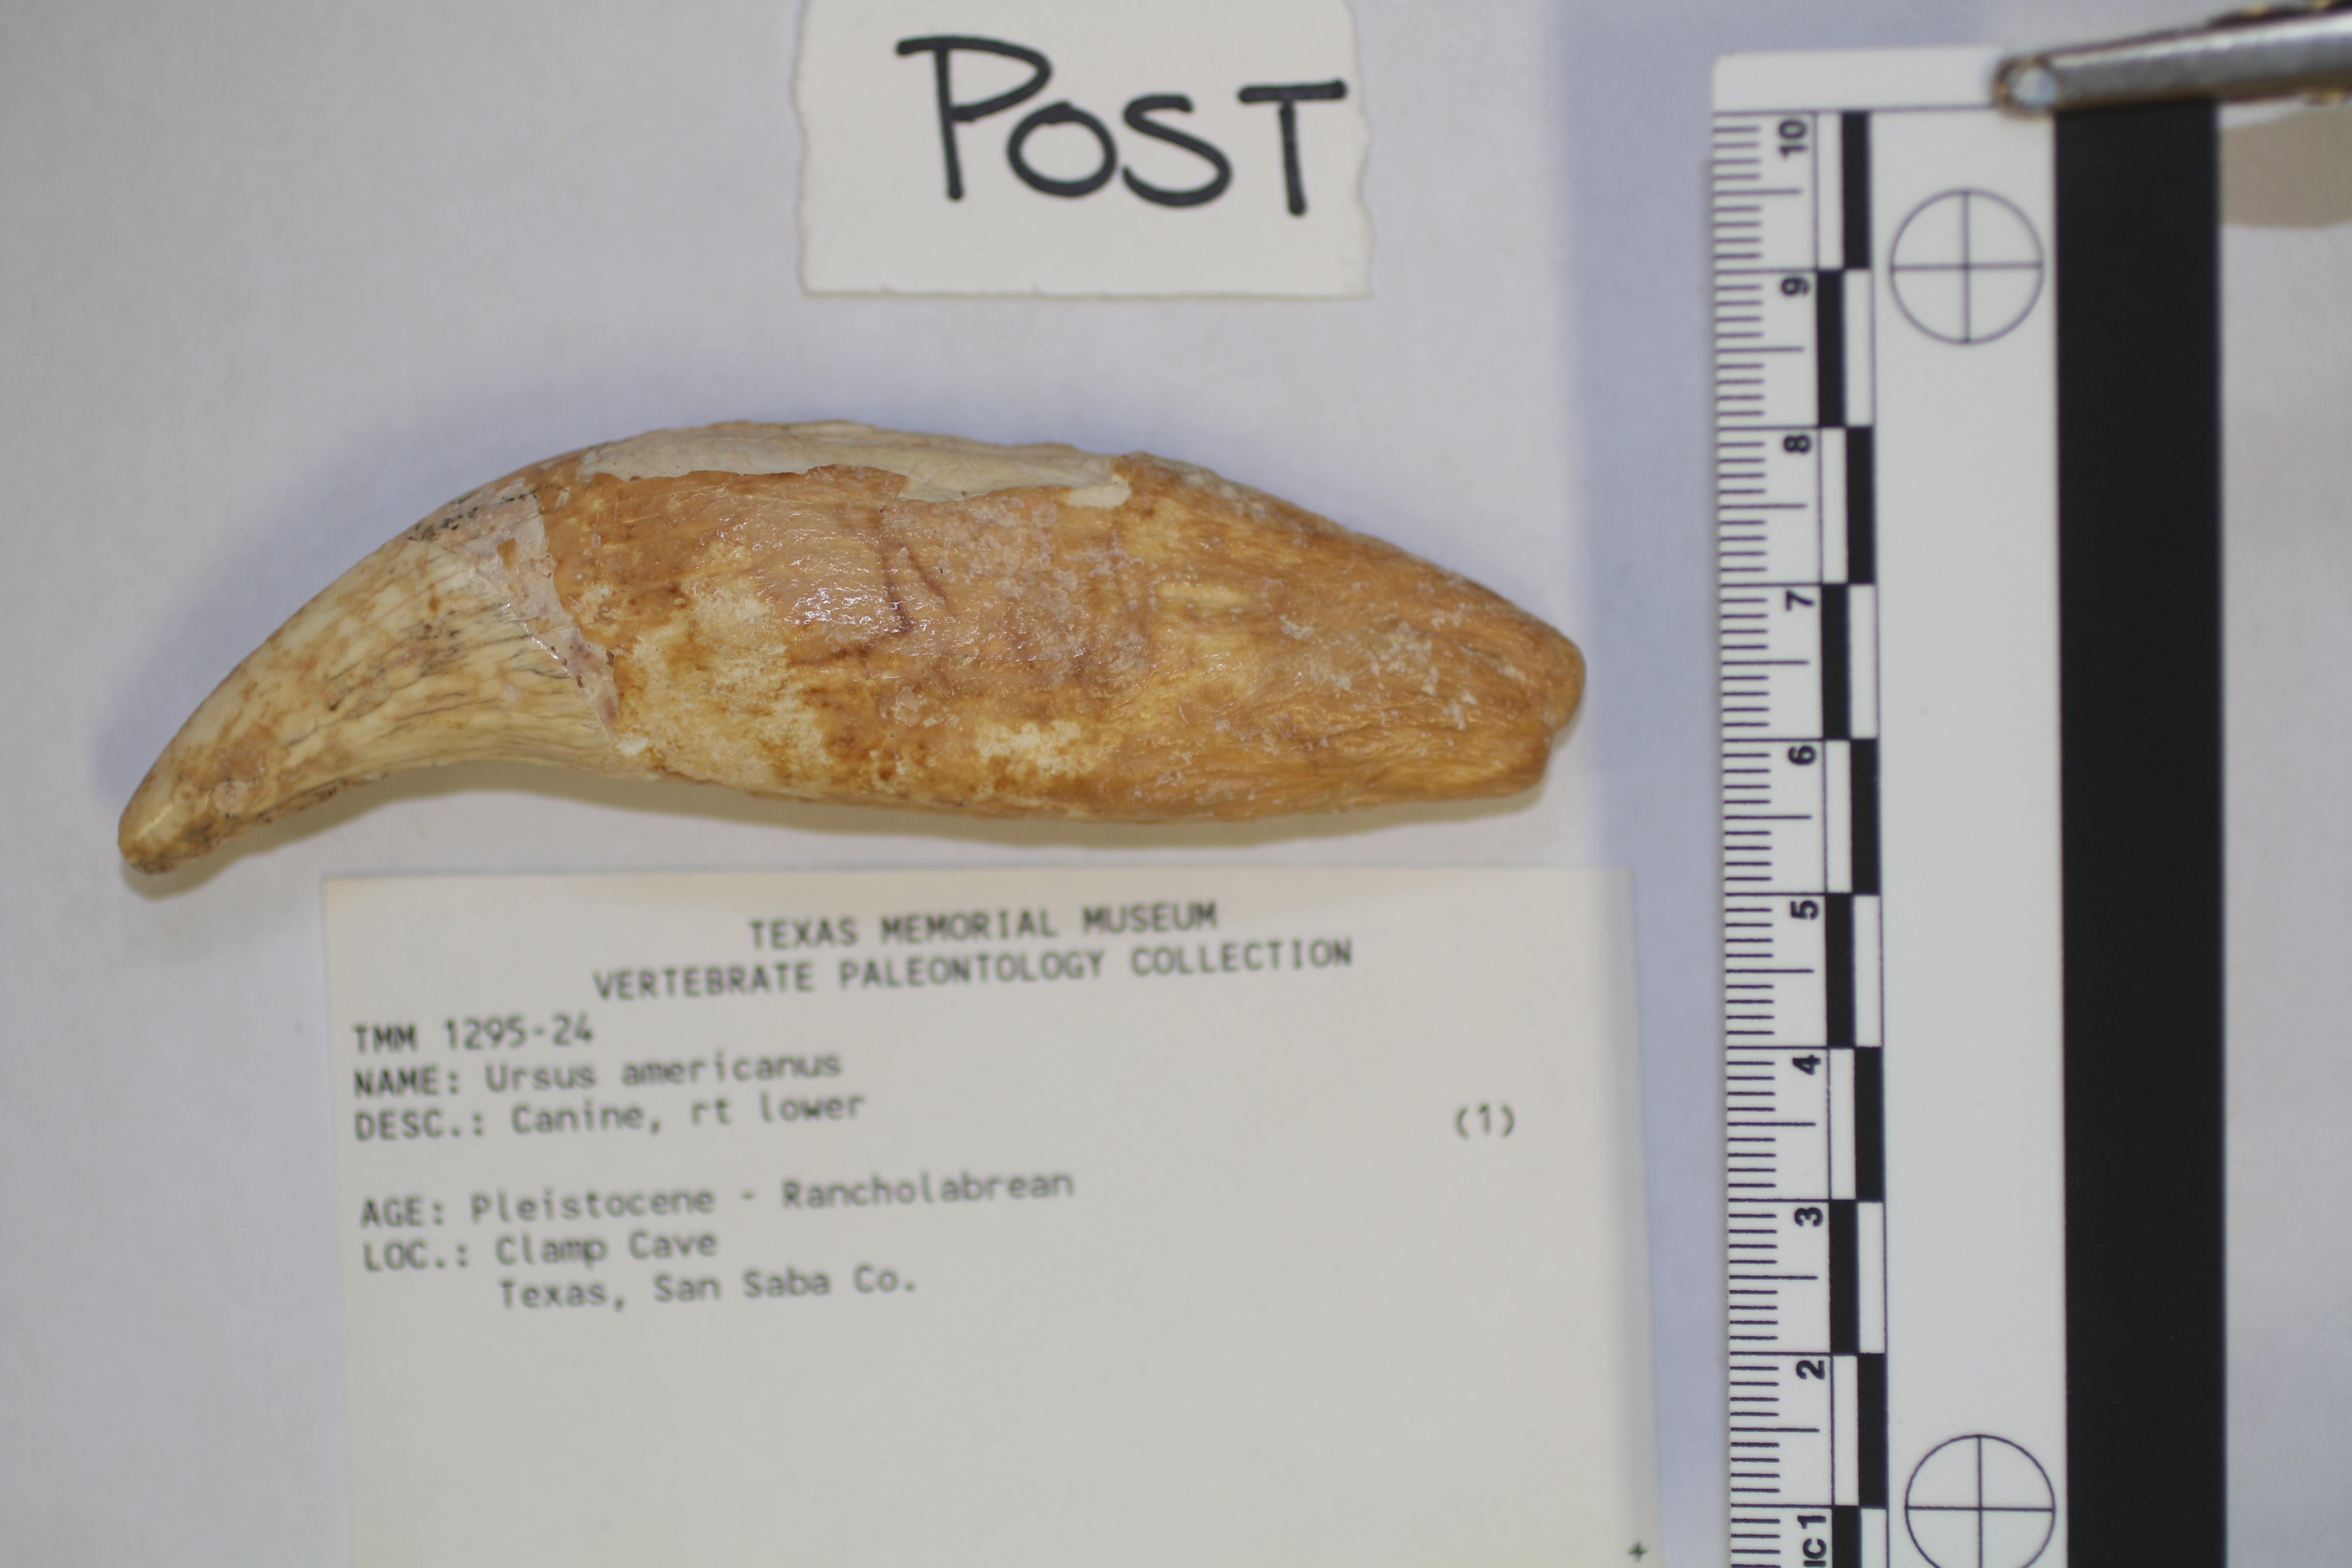 POST
10
9
8
7
6
5
4
3
2
1
TEXAS MEMORIAL MUSEUM
VERTEBRATE PALEONTOLOGY COLLECTION
TMM 1295-24
NAME: Ursus americanus
DESC.: Canine, rt lower (1)
AGE: Pleistocene - Rancholabrean
LOC.: Clamp Cave
Texas, San Saba Co.
+